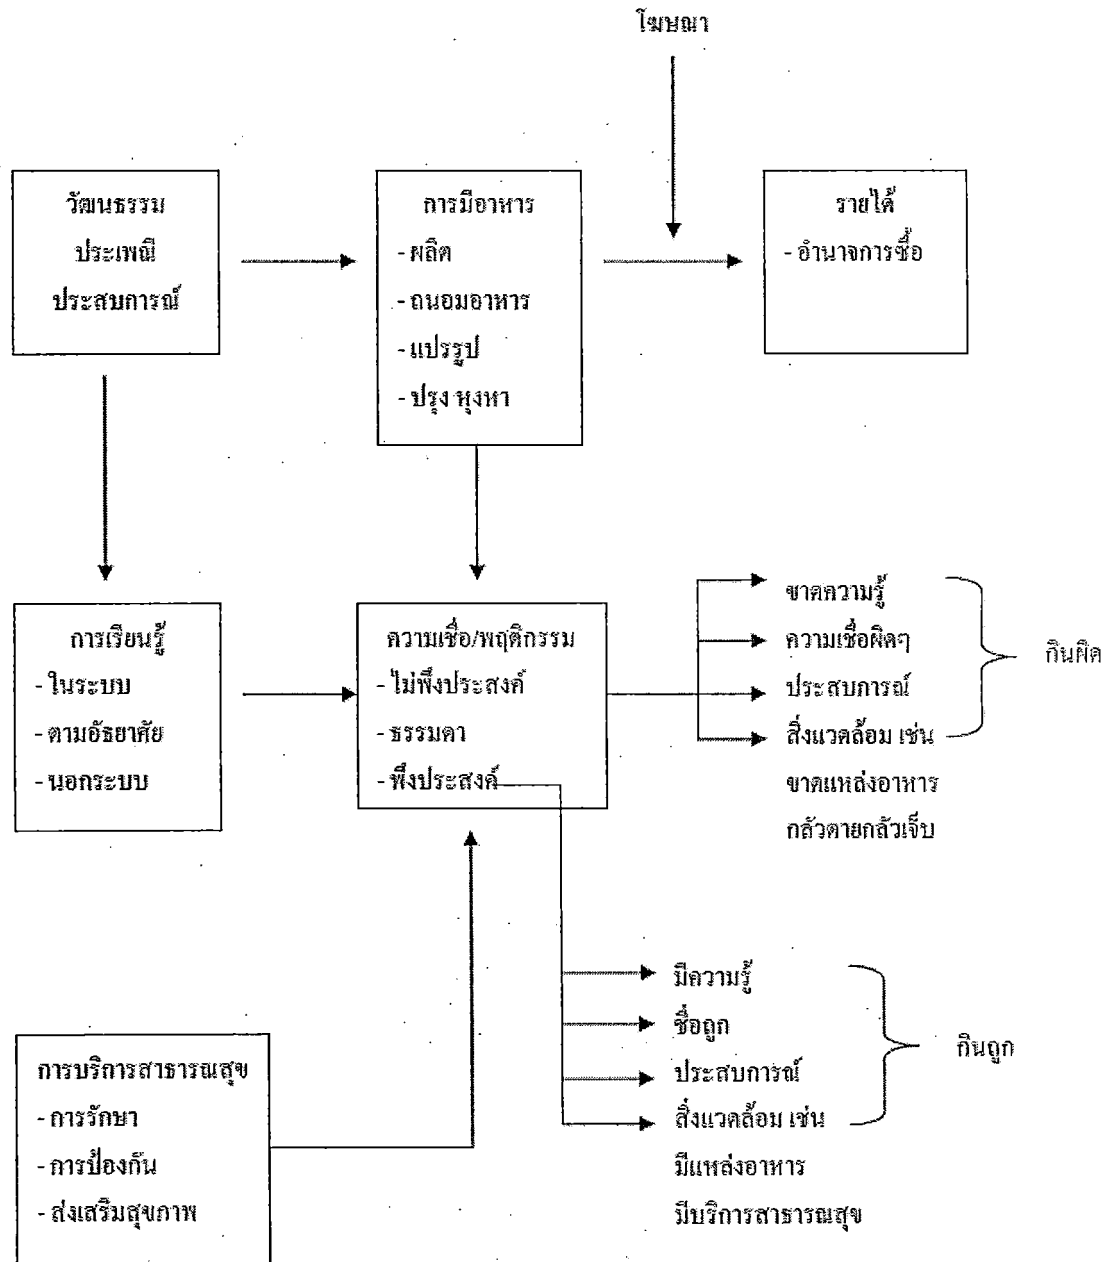 โฆษณา
วัฒนธรรม
ประเพณี
ประสบการณ์
การมีอาหาร
- ผลิต
- ถนอมอาหาร
- แปรรูป
- ปรุง หุงหา
รายได้
- อำนาจการซื้อ
การเรียนรู้
- ในระบบ
- ตามอัธยาศัย
- นอกระบบ
ความเชื่อ/พฤติกรรม
- ไม่พึงประสงค์
- ธรรมดา
- พึงประสงค์
ขาดความรู้
ความเชื่อผิดๆ
ประสบการณ์
สิ่งแวดล้อม เช่น
ขาดแหล่งอาหาร
กลัวตายกลัวเจ็บ
กินผิด
มีความรู้
ซื่อถูก
ประสบการณ์
สิ่งแวดล้อม เช่น
มีแหล่งอาหาร
มีบริการสาธารณสุข
กินถูก
การบริการสาธารณสุข
- การรักษา
- การป้องกัน
- ส่งเสริมสุขภาพ